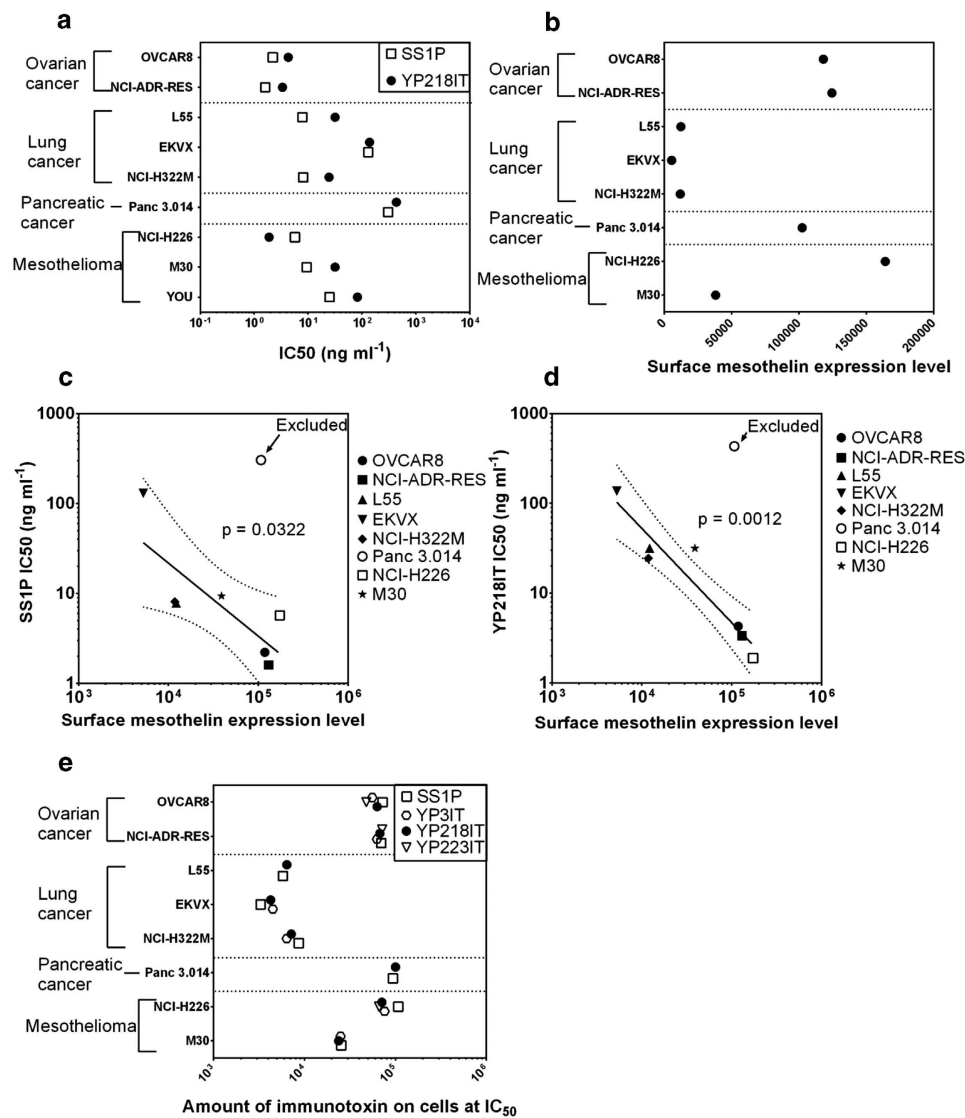 a
Ovarian cancer
OVCAR8
NCI-ADR-RES
Lung cancer
L55
EKVX
NCI-H322M
Pancreatic cancer
Panc 3.014
Mesothelioma
NCI-H226
M30
YOU
SS1P
YP218IT
10-1 100 101 102 103 104
IC50 (ng ml-1)
b
Ovarian cancer
OVCAR8
NCI-ADR-RES
Lung cancer
L55
EKVX
NCI-H322M
Pancreatic cancer
Panc 3.014
Mesothelioma
NCI-H226
M30
0 50000 100000 150000 200000
Surface mesothelin expression level
c
SS1P IC50 (ng ml-1)
1000
100
10
1
Excluded
p = 0.0322
103 104 105 106
Surface mesothelin expression level
OVCAR8
NCI-ADR-RES
L55
EKVX
NCI-H322M
Panc 3.014
NCI-H226
M30
d
YP218IT IC50 (ng ml-1)
1000
100
10
1
Excluded
p = 0.0012
103 104 105 106
Surface mesothelin expression level
OVCAR8
NCI-ADR-RES
L55
EKVX
NCI-H322M
Panc 3.014
NCI-H226
M30
e
Ovarian cancer
OVCAR8
NCI-ADR-RES
Lung cancer
L55
EKVX
NCI-H322M
Pancreatic cancer
Panc 3.014
Mesothelioma
NCI-H226
M30
SS1P
YP3IT
YP218IT
YP223IT
103 104 105 106
Amount of immunotoxin on cells at IC50